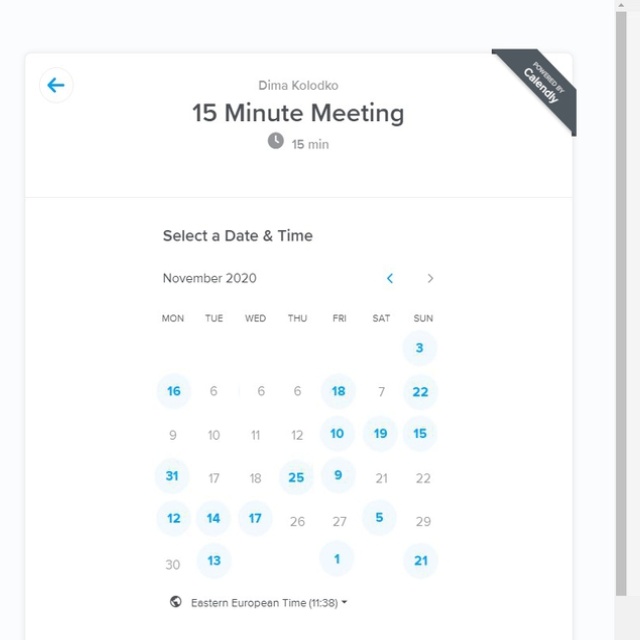 POWERED BY
Calendly
Dima Kolodko
15 Minute Meeting
15 min
Select a Date & Time
November 2020
MON TUE WED THU FRI SAT SUN
3
16 6 6 6 18 7 22
9 10 11 12 10 19 15
31 17 18 25 9 21 22
12 14 17 26 27 5 29
30 13 1 21
Eastern European Time (11:38)